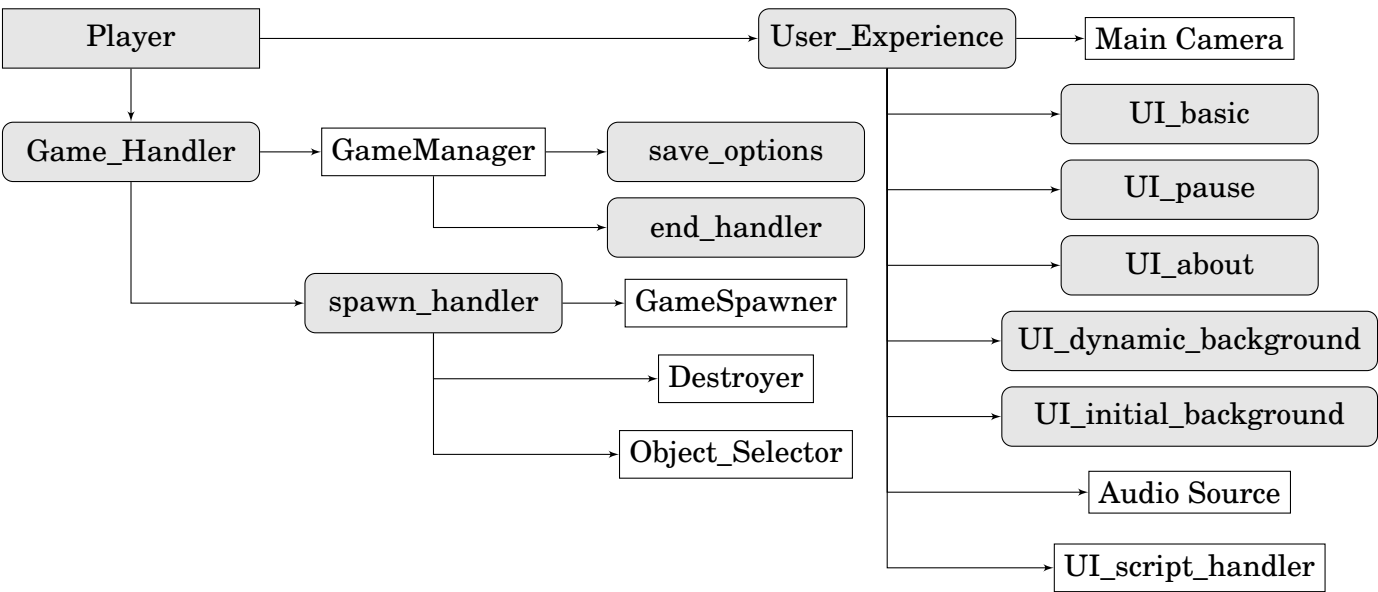 Player
User_Experience
Main Camera
UI_basic
Game_Handler
GameManager
save_options
UI_pause
end_handler
UI_about
spawn_handler
GameSpawner
UI_dynamic_background
Destroyer
UI_initial_background
Object_Selector
Audio Source
UI_script_handler